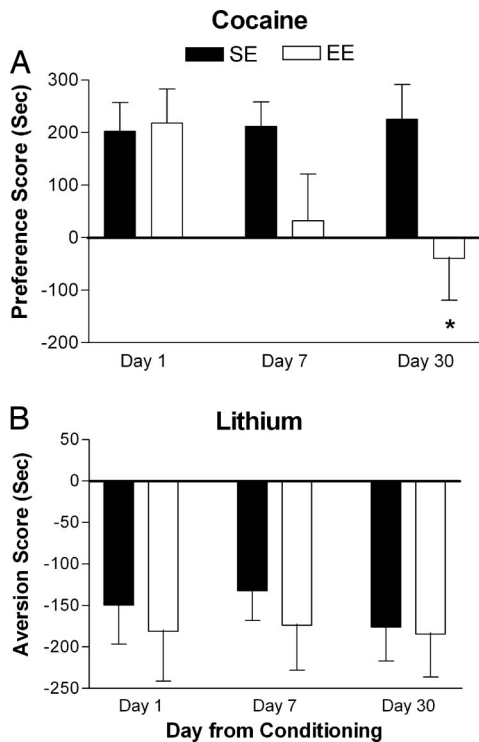 Cocaine
A
SE EE
Preference Score (Sec)
300
200
100
0
-100
-200
*
Day 1 Day 7 Day 30
B
Lithium
Aversion Score (Sec)
50
0
-50
-100
-150
-200
-250
Day 1 Day 7 Day 30
Day from Conditioning